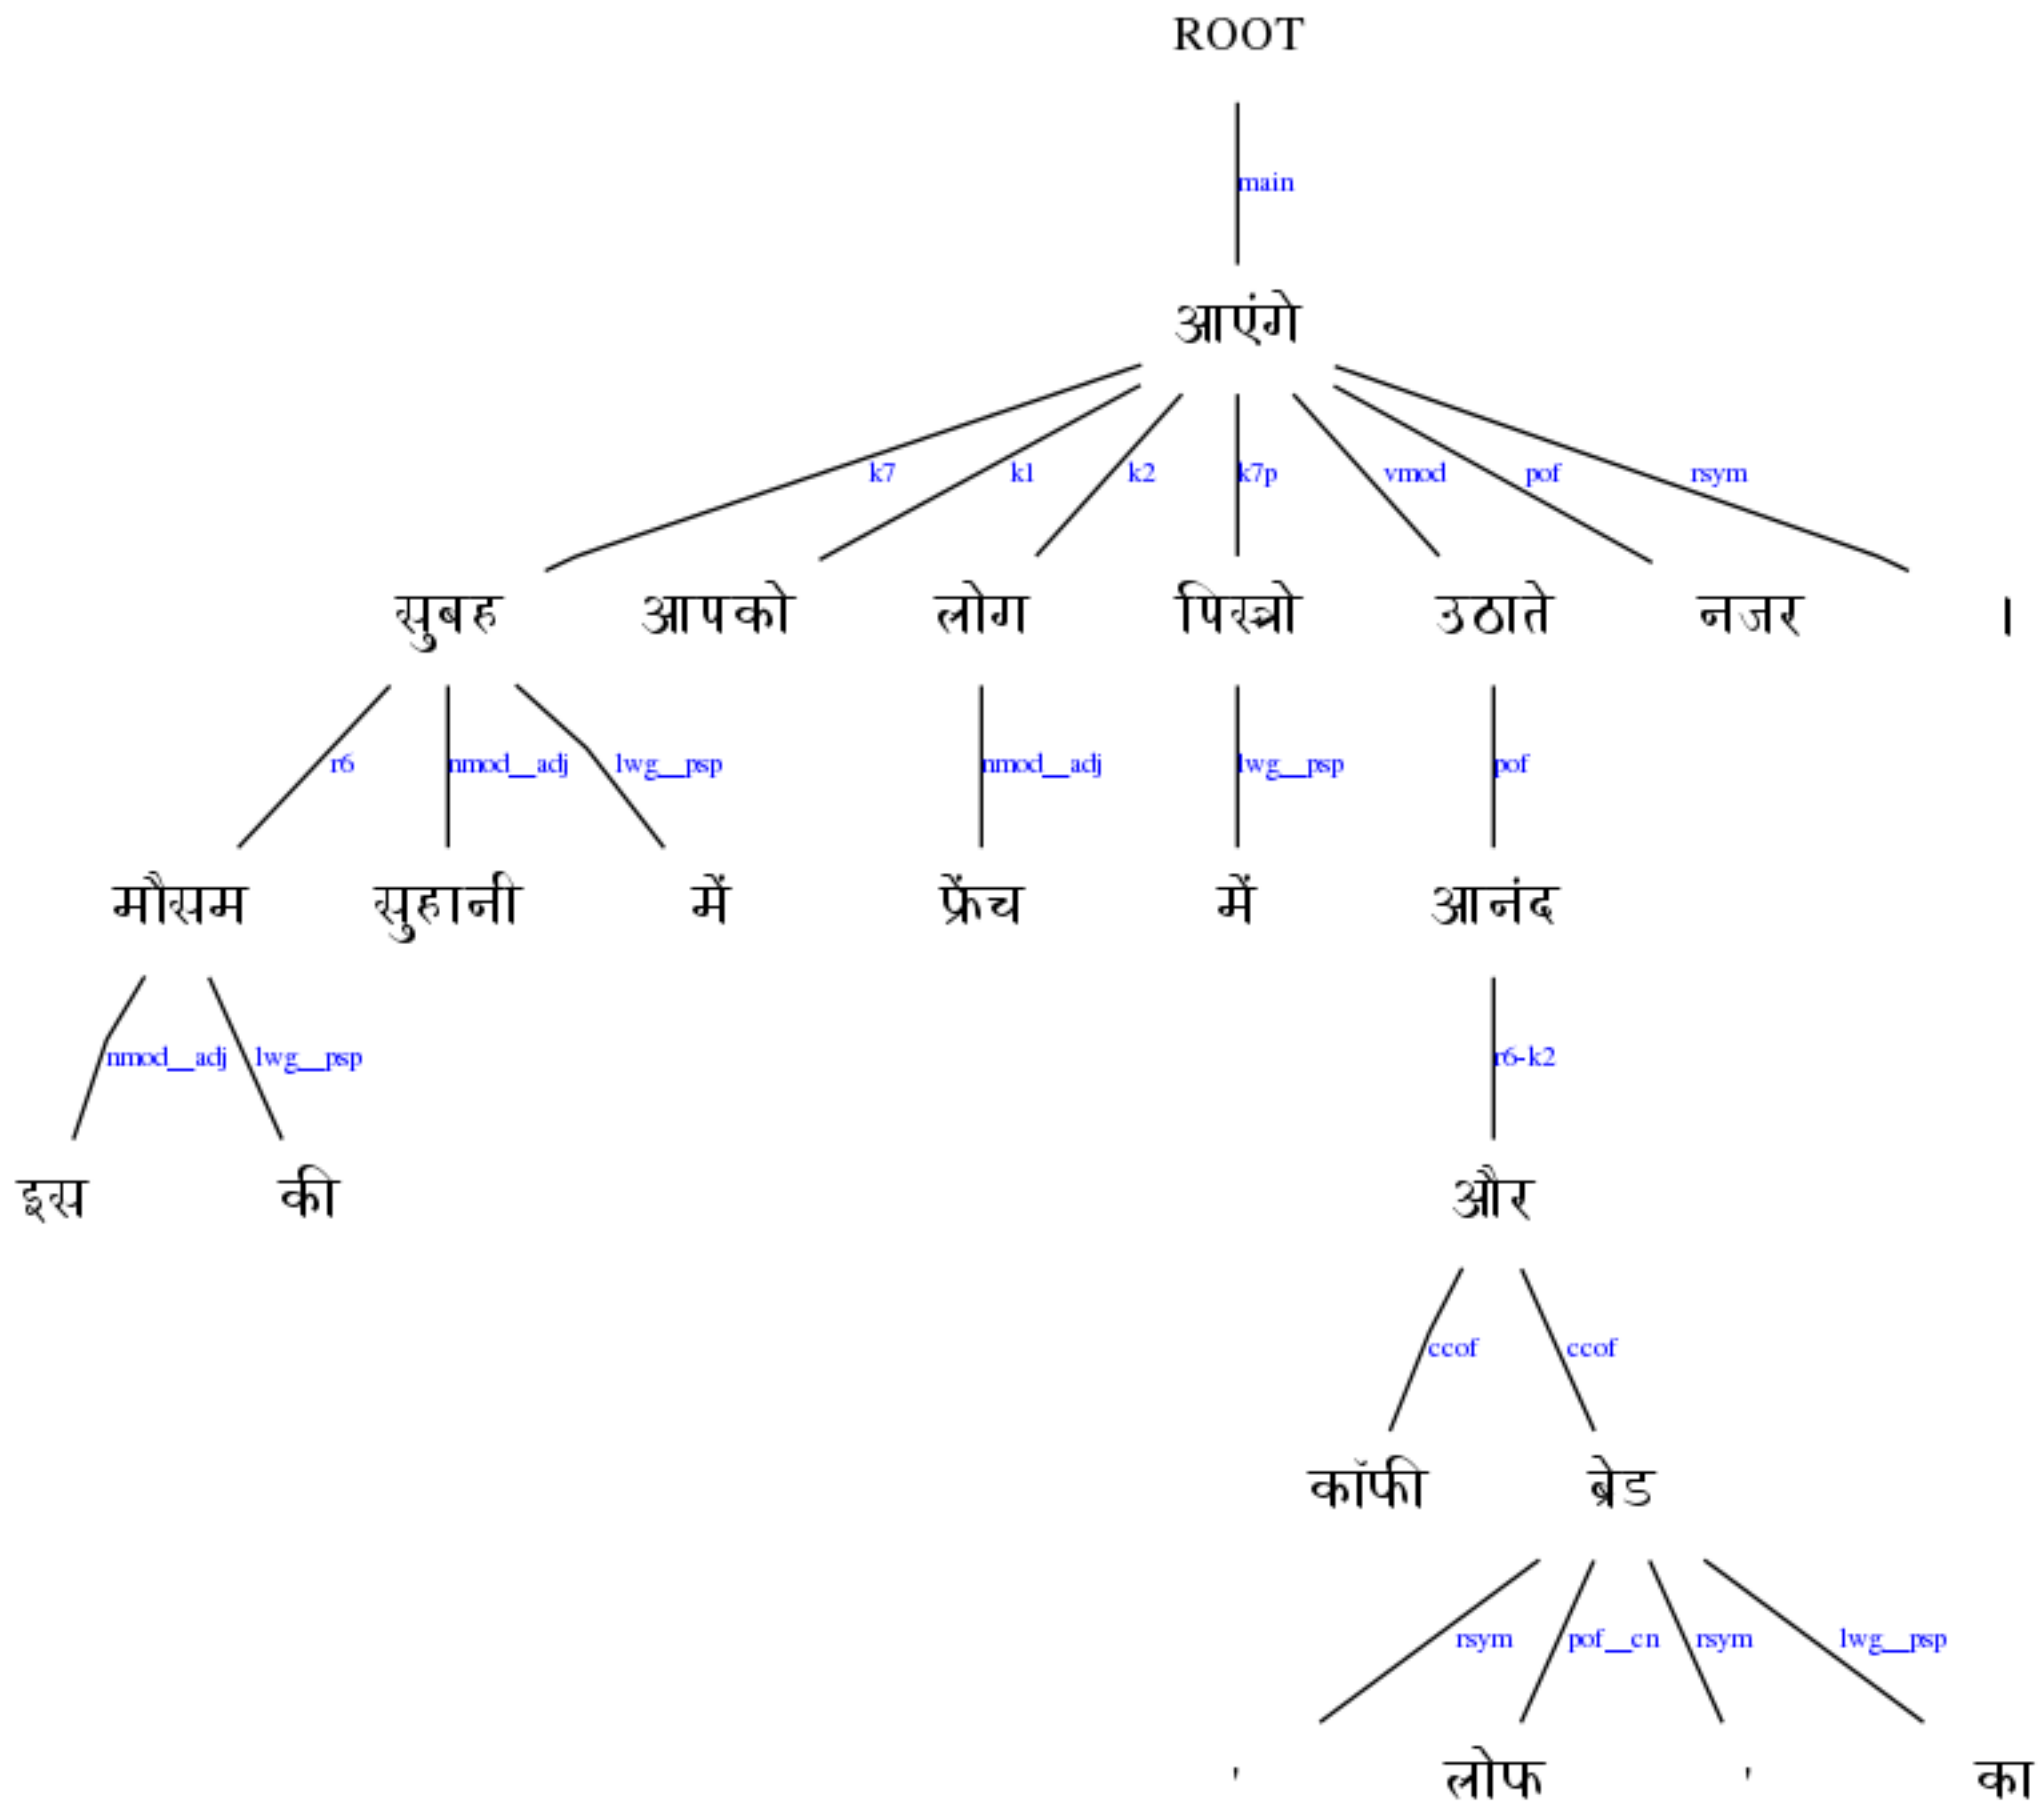 ROOT
main
आएंगे
k7 k1 k2 k7p vmod pof rsym
सुबह आपको लोग पिस्त्रो उठाते नजर ।
r6 nmod__adj lwg__psp nmod__adj lwg__psp pof
मौसम सुहानी में फ्रेंच में आनंद
nmod__adj lwg__psp r6-k2
इस की और
ccof ccof
कॉफी ब्रेड
rsym pof__cn rsym lwg__psp
' लोफ ' का